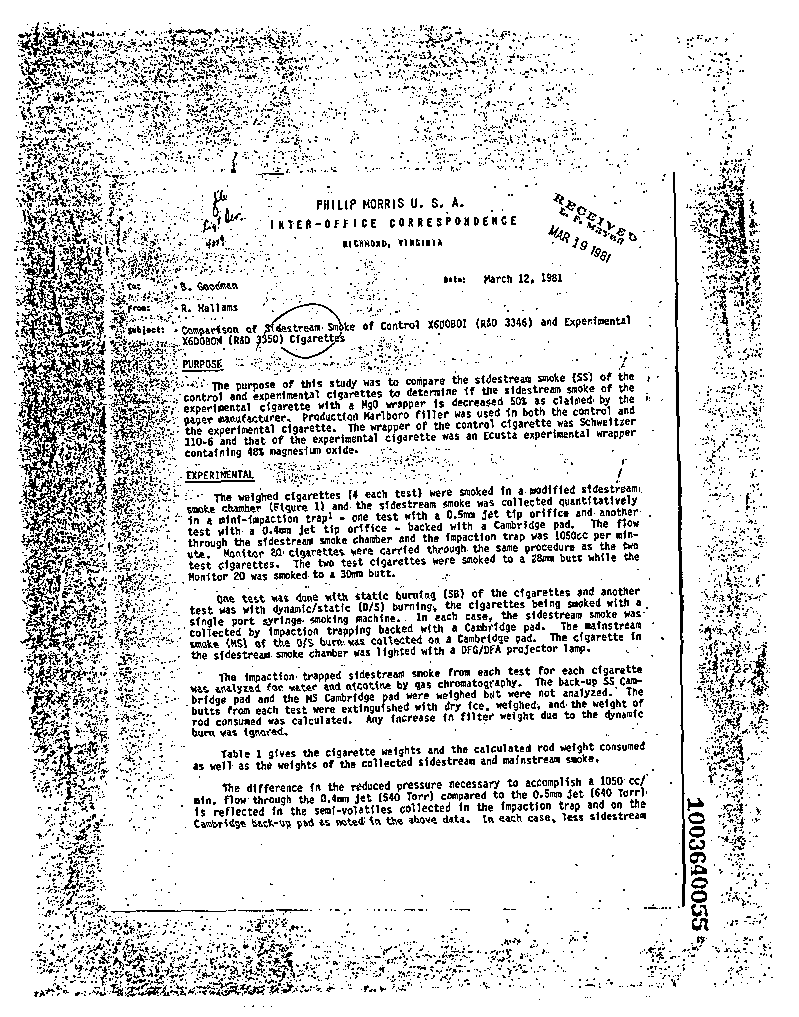 PHILIP MORRIS U. S. A.
INTER-OFFICE CORRESPONDENCE
RICHMOND, VIRGINIA
RECEIVED
MAR 19 1981
To: B. Goodman
Date: March 12, 1981
From: R. Hallams
Subject: Comparison of Sidestream Smoke of Control X6D0BOI (R&D 3346) and Experimental
X6D0BON (R&D 3350) Cigarettes
PURPOSE
The purpose of this study was to compare the sidestream smoke (SS) of the
control and experimental cigarettes to determine if the sidestream smoke of the
experimental cigarette with a MgO wrapper is decreased 50% as claimed by the
paper manufacturer. Production Marlboro filler was used in both the control and
the experimental cigarette. The wrapper of the control cigarette was Schweitzer
110-6 and that of the experimental cigarette was an Ecusta experimental wrapper
containing 48% magnesium oxide.
EXPERIMENTAL
The weighed cigarettes (4 each test) were smoked in a modified sidestream
smoke chamber (Figure 1) and the sidestream smoke was collected quantitatively
in a mini-impaction trap1 - one test with a 0.5mm jet tip orifice and another
test with a 0.4mm jet tip orifice - backed with a Cambridge pad. The flow
through the sidestream smoke chamber and the impaction trap was 1050cc per min-
ute. Monitor 20 cigarettes were carried through the same procedure as the two
test cigarettes. The two test cigarettes were smoked to a 28mm butt while the
Monitor 20 was smoked to a 30mm butt.
One test was done with static burning (SB) of the cigarettes and another
test was with dynamic/static (D/S) burning, the cigarettes being smoked with a
single port syringe smoking machine. In each case, the sidestream smoke was
collected by impaction trapping backed with a Cambridge pad. The mainstream
smoke (MS) of the D/S burn was collected on a Cambridge pad. The cigarette in
the sidestream smoke chamber was lighted with a DFG/DFA projector lamp.
The impaction trapped sidestream smoke from each test for each cigarette
was analyzed for water and nicotine by gas chromatography. The back-up SS Cam-
bridge pad and the MS Cambridge pad were weighed but were not analyzed. The
butts from each test were extinguished with dry ice, weighed, and the weight of
rod consumed was calculated. Any increase in filter weight due to the dynamic
burn was ignored.
Table 1 gives the cigarette weights and the calculated rod weight consumed
as well as the weights of the collected sidestream and mainstream smoke.
The difference in the reduced pressure necessary to accomplish a 1050 cc/
min. flow through the 0.4mm jet (540 Torr) compared to the 0.5mm jet (640 Torr)
is reflected in the semi-volatiles collected in the impaction trap and on the
Cambridge back-up pad as noted in the above data. In each case, less sidestream
1003640055